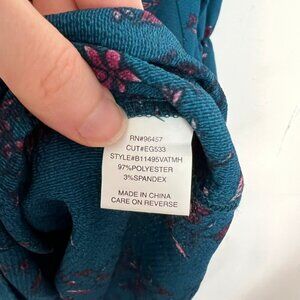 RN#96457
CUT#EG533
STYLE#B11495VATMH
97%POLYESTER
3%SPANDEX
MADE IN CHINA
CARE ON REVERSE